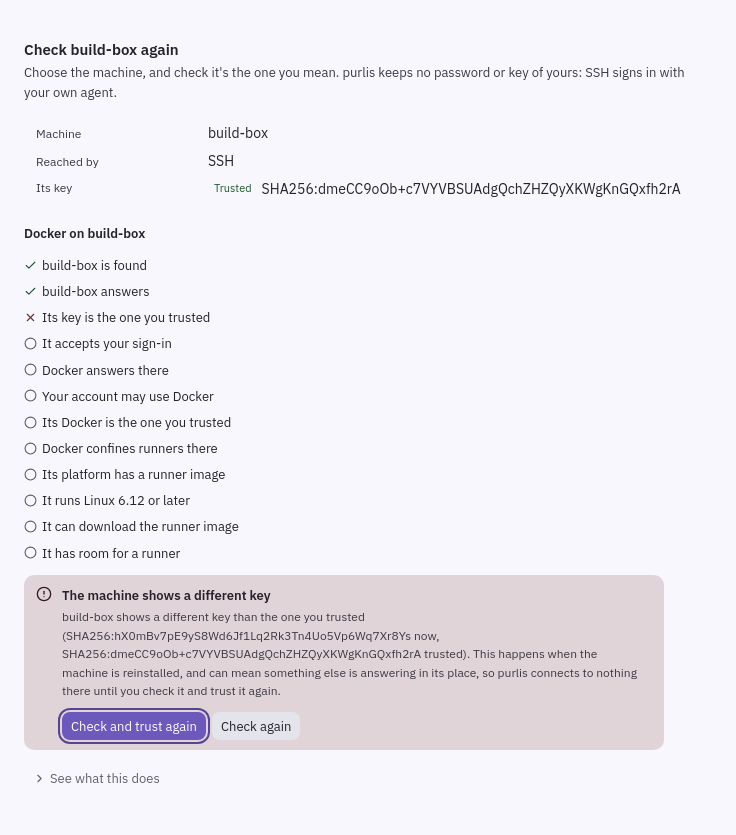 Check build-box again
Choose the machine, and check it's the one you mean. purlis keeps no password or key of yours: SSH signs in with
your own agent.
Machine build-box
Reached by SSH
Its key Trusted SHA256:dmeCC9oOb+c7VYVBSUAdgQchZHZQyXKWgKnGQxfh2rA
Docker on build-box
build-box is found
build-box answers
Its key is the one you trusted
It accepts your sign-in
Docker answers there
Your account may use Docker
Its Docker is the one you trusted
Docker confines runners there
Its platform has a runner image
It runs Linux 6.12 or later
It can download the runner image
It has room for a runner
The machine shows a different key
build-box shows a different key than the one you trusted
(SHA256:hX0mBv7pE9yS8Wd6Jf1Lq2Rk3Tn4Uo5Vp6Wq7Xr8Ys now,
SHA256:dmeCC9oOb+c7VYVBSUAdgQchZHZQyXKWgKnGQxfh2rA trusted). This happens when the
machine is reinstalled, and can mean something else is answering in its place, so purlis connects to nothing
there until you check it and trust it again.
Check and trust again Check again
See what this does